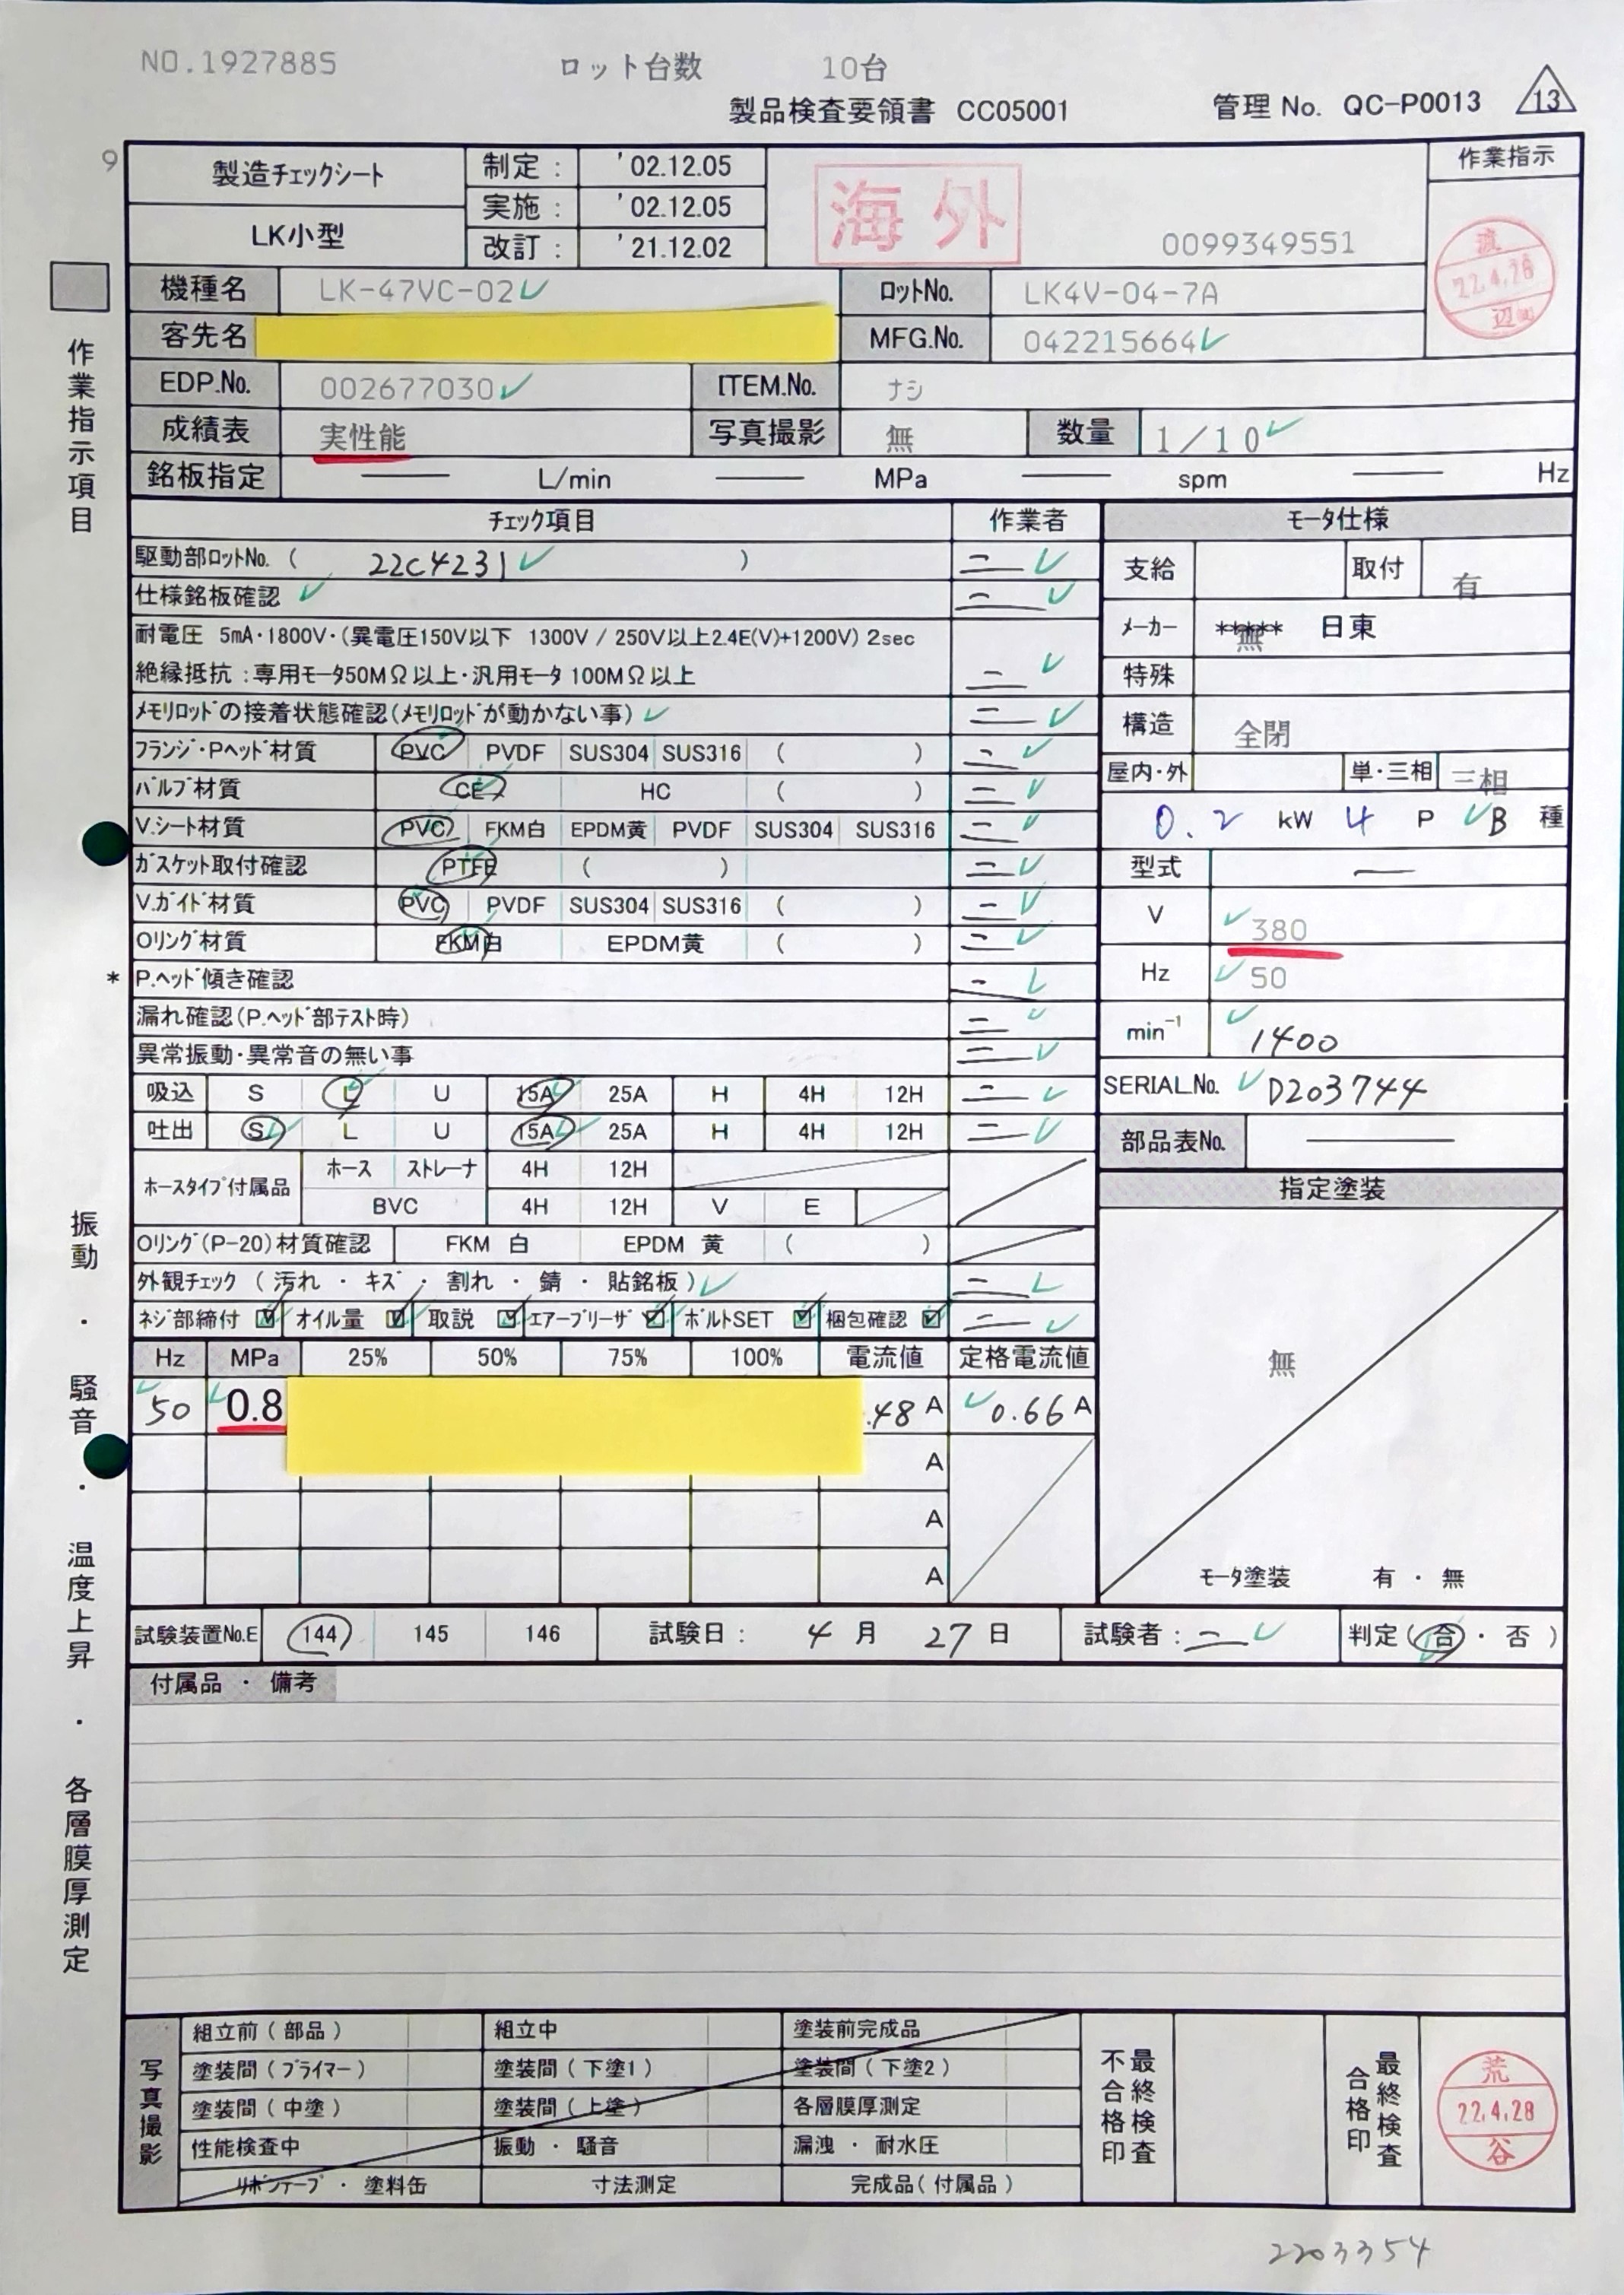 NO.1927885 ロット台数 10台
製品検査要領書 CC05001 管理 No. QC-P0013 13
9
製造チェックシート 制定: '02.12.05 海外 作業指示
LK小型 実施: '02.12.05
改訂: '21.12.02 0099349551
22.4.28
機種名 LK-47VC-02 ロットNo. LK4V-04-7A
客先名 MFG.No. 042215664
EDP.No. 002677030 ITEM.No. ナシ
成績表 実性能 写真撮影 無 数量 1/10
銘板指定 L/min MPa spm Hz
作業指示項目
チェック項目 作業者 モータ仕様
駆動部ロットNo. ( 22C4231 ) 二 支給 取付 有
仕様銘板確認 二
耐電圧 5mA・1800V・(異電圧150V以下 1300V / 250V以上2.4E(V)+1200V) 2sec メーカー ***** 無 日東
絶縁抵抗:専用モータ50MΩ以上・汎用モータ 100MΩ以上 二 特殊
メモリロッドの接着状態確認(メモリロッドが動かない事) 二 構造 全閉
フランジ・Pヘッド材質 PVC PVDF SUS304 SUS316 ( ) 二 屋内・外 単・三相 三相
バルブ材質 CE HC ( ) 二
V.シート材質 PVC FKM白 EPDM黄 PVDF SUS304 SUS316 二 0.2 kW 4 P B 種
ガスケット取付確認 PTFE ( ) 二 型式 —
V.ガイド材質 PVC PVDF SUS304 SUS316 ( ) 二 V 380
Oリング材質 FKM白 EPDM黄 ( ) 二
* P.ヘッド傾き確認 二 Hz 50
漏れ確認(P.ヘッド部テスト時) 二 min⁻¹ 1400
異常振動・異常音の無い事 二
吸込 S L U 15A 25A H 4H 12H 二 SERIAL.No. D203744
吐出 S L U 15A 25A H 4H 12H 二 部品表No.
ホースタイプ付属品 ホース ストレーナ 4H 12H
BVC 4H 12H V E
指定塗装
Oリング(P-20)材質確認 FKM 白 EPDM 黄 ( )
外観チェック ( 汚れ ・ キズ ・ 割れ ・ 錆 ・ 貼銘板 ) 二
ネジ部締付 オイル量 取説 エアーブリーザ ボルトSET 梱包確認 二
Hz MPa 25% 50% 75% 100% 電流値 定格電流値
50 0.8 .48 A 0.66 A
無
A
A
A
モータ塗装 有 ・ 無
振動 ・ 騒音 ・ 温度上昇 ・ 各層膜厚測定
試験装置No.E 144 145 146 試験日: 4 月 27 日 試験者:二 判定(合・否)
付属品 ・ 備考
写真撮影
組立前(部品) 組立中 塗装前完成品
塗装間(プライマー) 塗装間(下塗1) 塗装間(下塗2)
塗装間(中塗) 塗装間(上塗) 各層膜厚測定
性能検査中 振動 ・ 騒音 漏洩 ・ 耐水圧
リボンテープ ・ 塗料缶 寸法測定 完成品(付属品)
最終検査不合格印
最終検査合格印
荒
22.4.28
谷
2203354